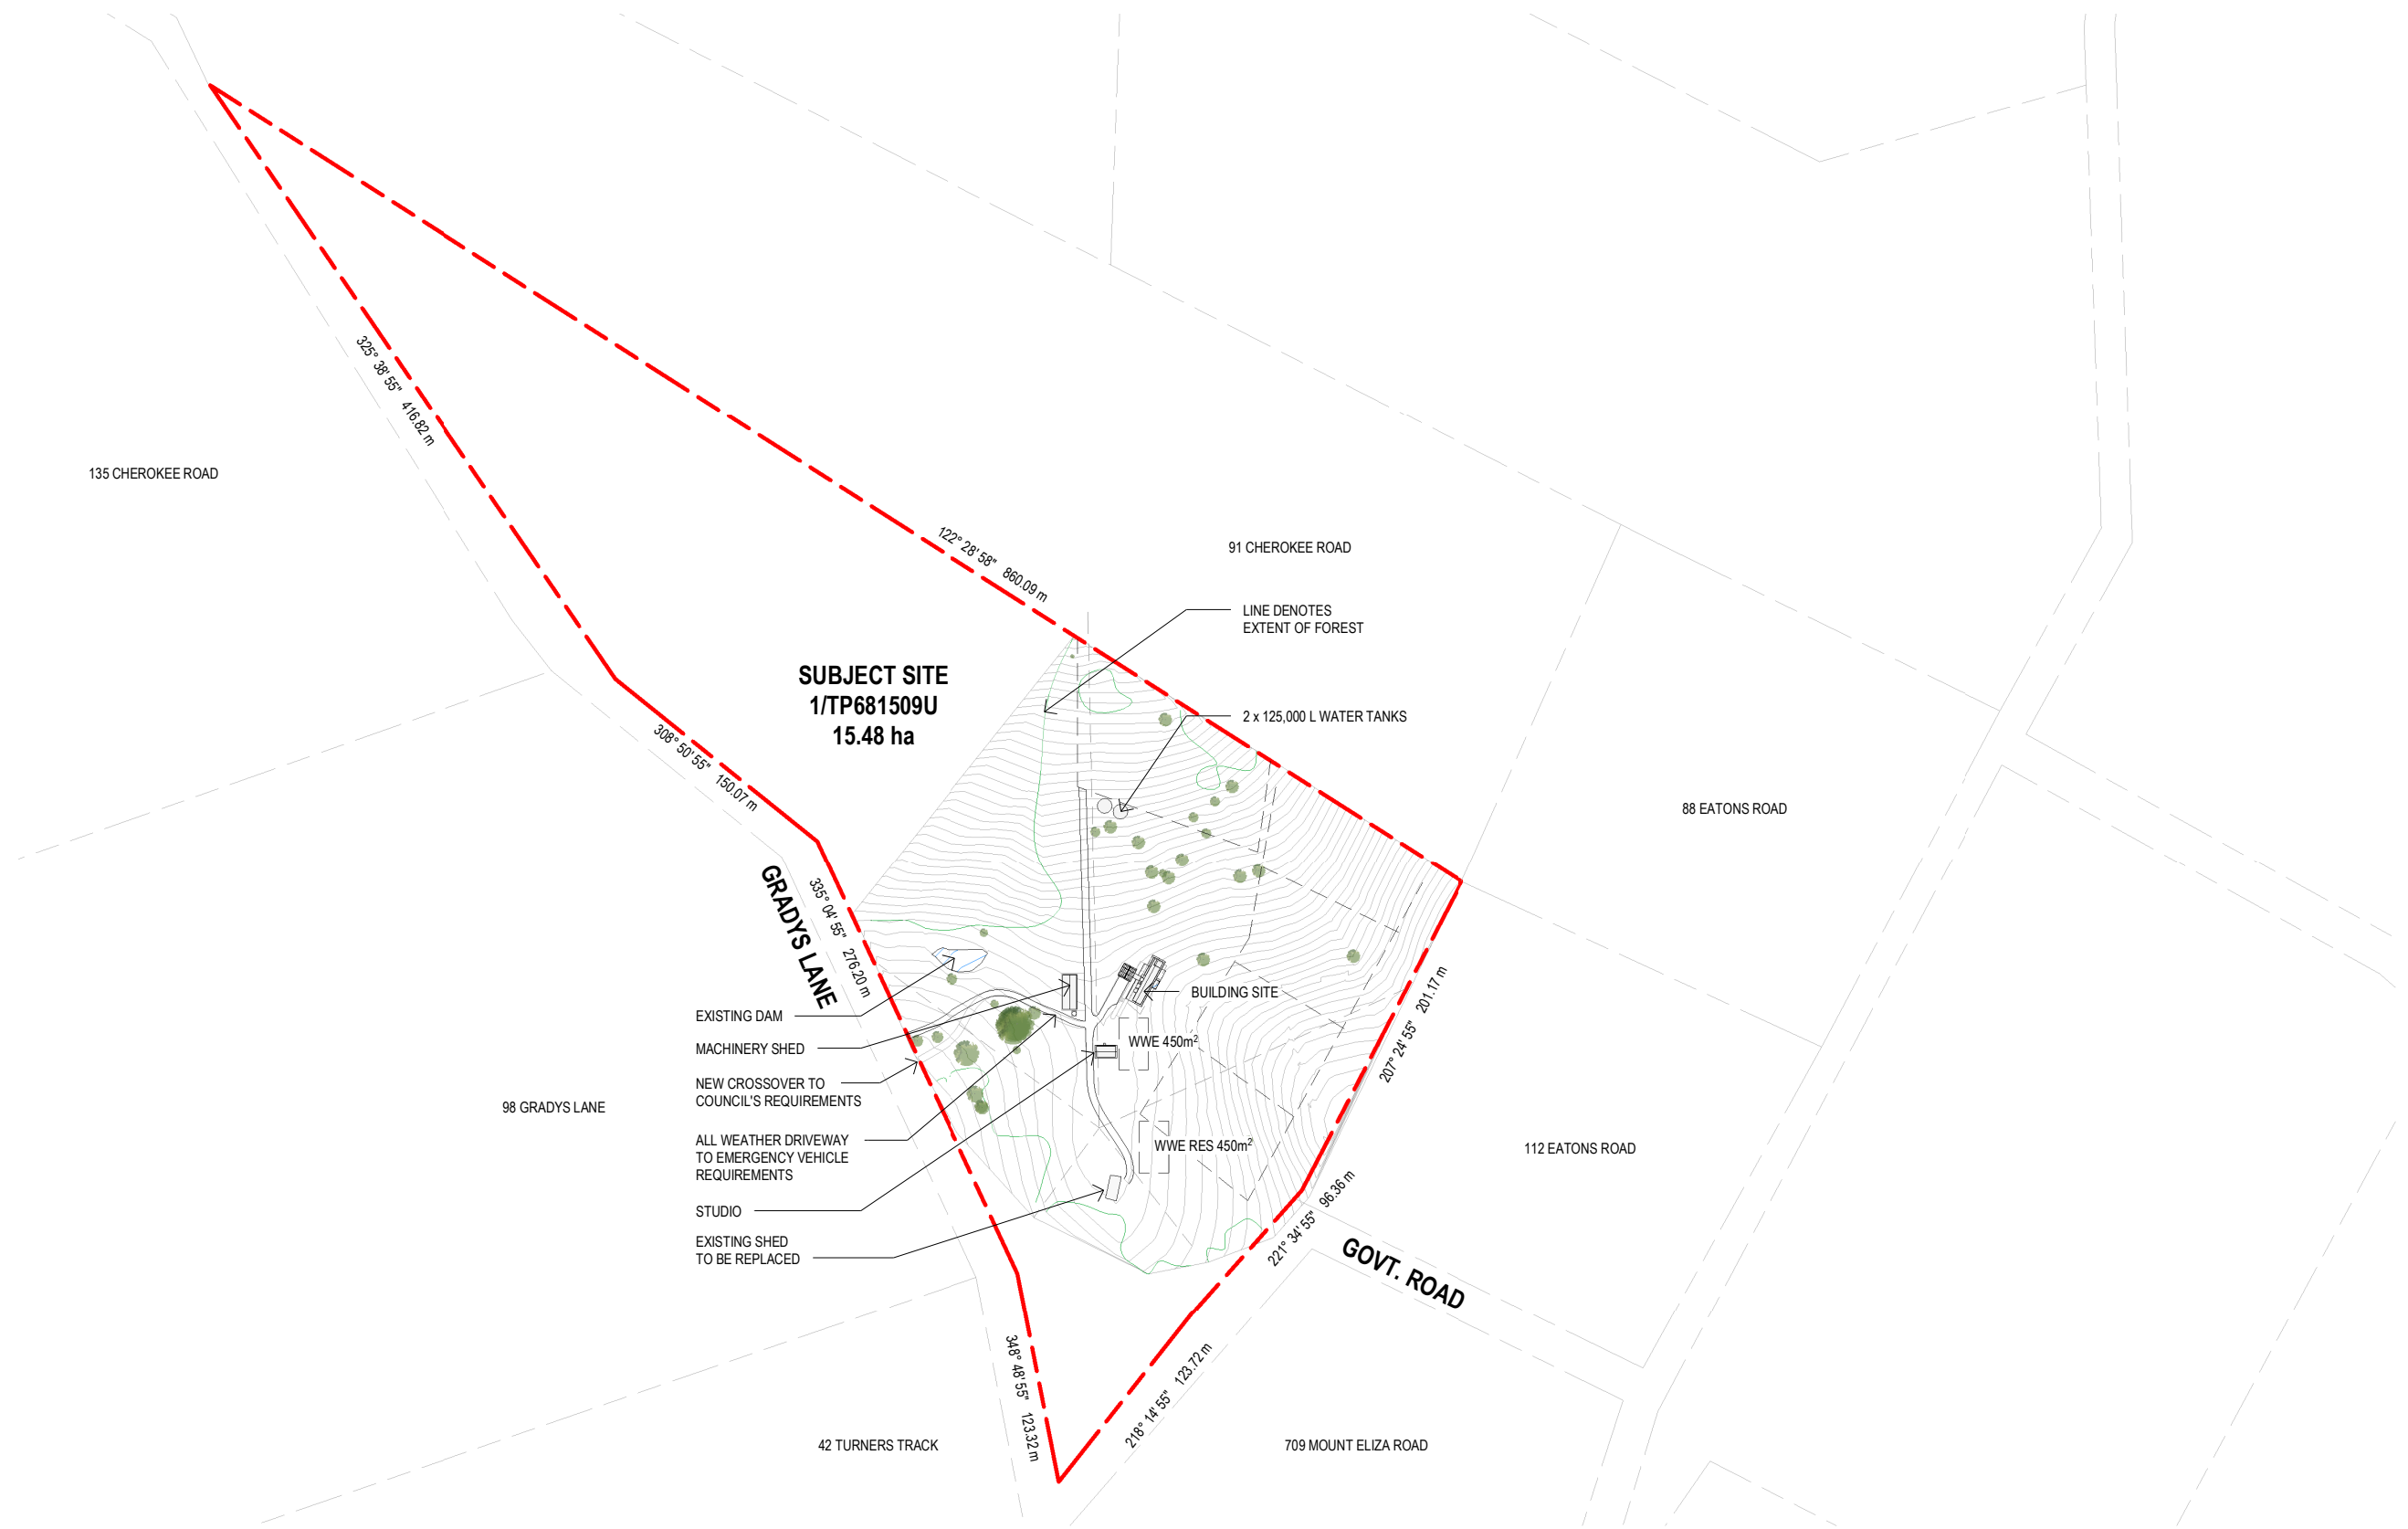 325° 38' 55" 416.82 m
135 CHEROKEE ROAD
122° 28' 58" 860.09 m
91 CHEROKEE ROAD
LINE DENOTES
EXTENT OF FOREST
SUBJECT SITE
1/TP681509U
15.48 ha
2 x 125,000 L WATER TANKS
308° 50' 55" 150.07 m
88 EATONS ROAD
GRADYS LANE
335° 04' 55" 276.20 m
BUILDING SITE
EXISTING DAM
MACHINERY SHED
WWE 450m²
207° 24' 55" 201.17 m
NEW CROSSOVER TO
COUNCIL'S REQUIREMENTS
98 GRADYS LANE
ALL WEATHER DRIVEWAY
TO EMERGENCY VEHICLE
REQUIREMENTS
WWE RES 450m²
112 EATONS ROAD
STUDIO
EXISTING SHED
TO BE REPLACED
221° 34' 55" 96.36 m
GOVT. ROAD
348° 48' 55" 123.32 m
218° 14' 55" 123.72 m
42 TURNERS TRACK
709 MOUNT ELIZA ROAD